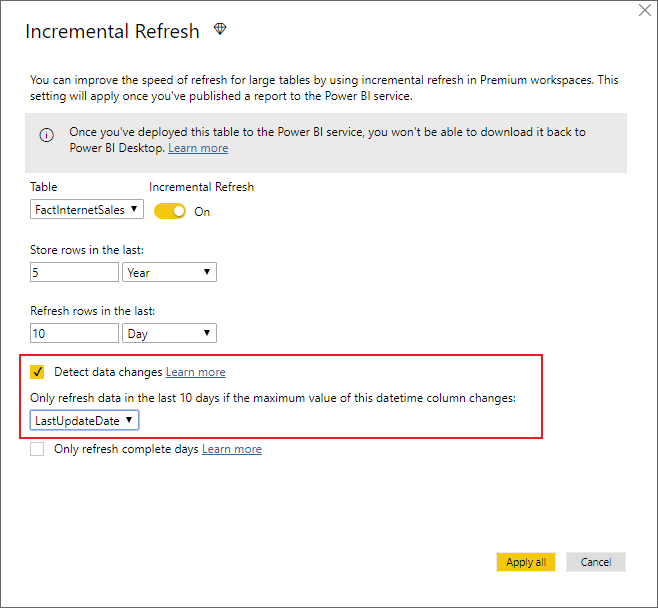 Incremental Refresh
You can improve the speed of refresh for large tables by using incremental refresh in Premium workspaces. This
setting will apply once you've published a report to the Power BI service.
Once you've deployed this table to the Power BI service, you won't be able to download it back to
Power BI Desktop. Learn more
Table Incremental Refresh
FactInternetSales On
Store rows in the last:
5 Year
Refresh rows in the last:
10 Day
Detect data changes Learn more
Only refresh data in the last 10 days if the maximum value of this datetime column changes:
LastUpdateDate
Only refresh complete days Learn more
Apply all Cancel